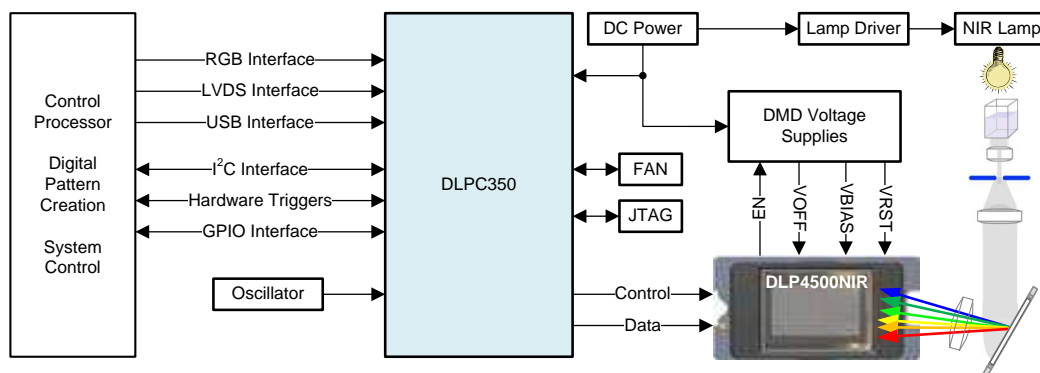 Control
Processor
Digital
Pattern
Creation
System
Control
RGB Interface
LVDS Interface
USB Interface
I²C Interface
Hardware Triggers
GPIO Interface
Oscillator
DLPC350
DC Power
Lamp Driver
NIR Lamp
DMD Voltage
Supplies
FAN
JTAG
EN
VOFF
VBIAS
VRST
Control
Data
DLP4500NIR